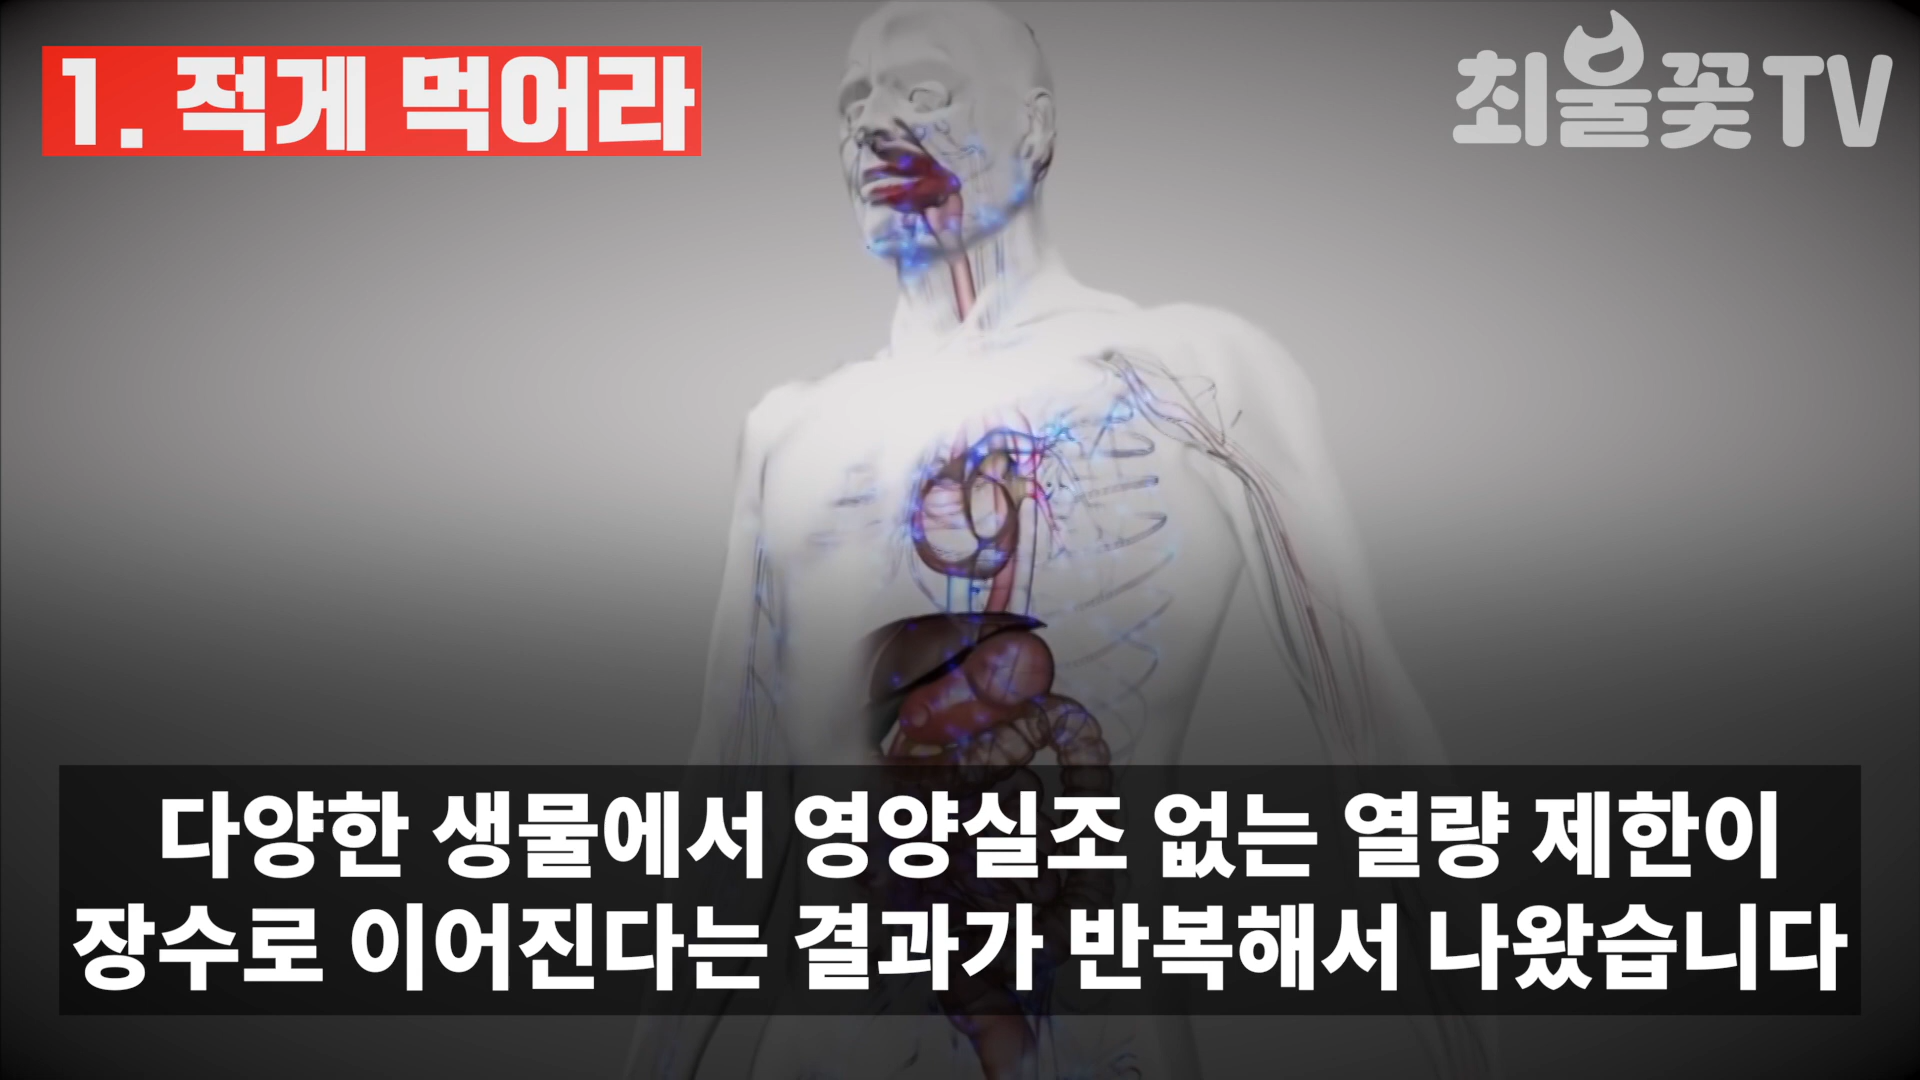 1. 적게 먹어라
최울꽃TV
다양한 생물에서 영양실조 없는 열량 제한이
장수로 이어진다는 결과가 반복해서 나왔습니다